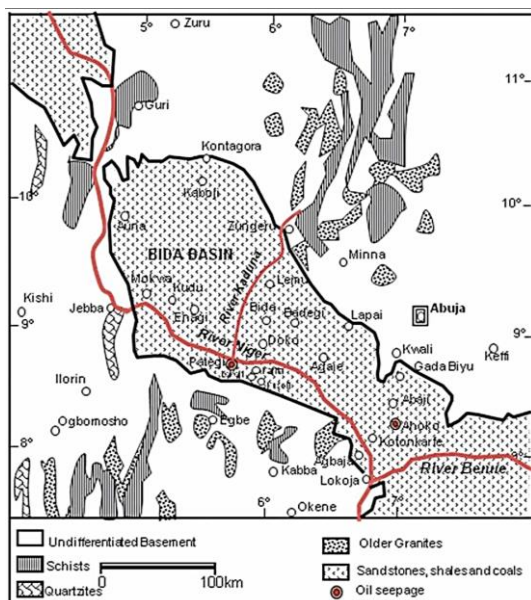 5°
6°
7°
Zuru
11°
Guri
Kontagora
Kaboji
10°
10°
Auna
Zungeru
BIDA BASIN
Minna
River Kaduna
Lemu
Mokwa
Kudu
Kishi
Bida
Badegi
Abuja
Jebba
Enagi
Lapai
9°
9°
River Niger
Doko
Kwali
Keffi
Pategi
Agaie
Gada Biyu
Ilorin
Abaji
Ogbomosho
Egbe
Ahoko
8°
Kotonkarfe
Agbaja
Kabba
River Benue
Lokoja
6°
7°
Okene
Undifferentiated Basement
Older Granites
Schists
Sandstones, shales and coals
0
100km
Quartzites
Oil seepage